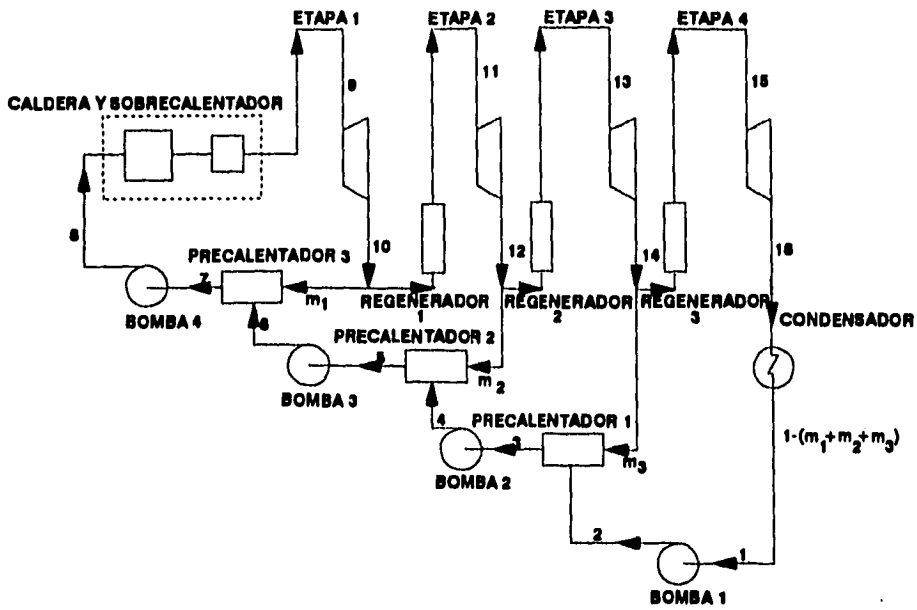 ETAPA 1
ETAPA 2
ETAPA 3
ETAPA 4
9
11
13
15
CALDERA Y SOBRECALENTADOR
8
10
12
14
16
PRECALENTADOR 3
7
m1
REGENERADOR 1
REGENERADOR 2
REGENERADOR 3
CONDENSADOR
BOMBA 4
6
PRECALENTADOR 2
5
m2
BOMBA 3
4
PRECALENTADOR 1
3
m3
1-(m1+m2+m3)
BOMBA 2
2
1
BOMBA 1